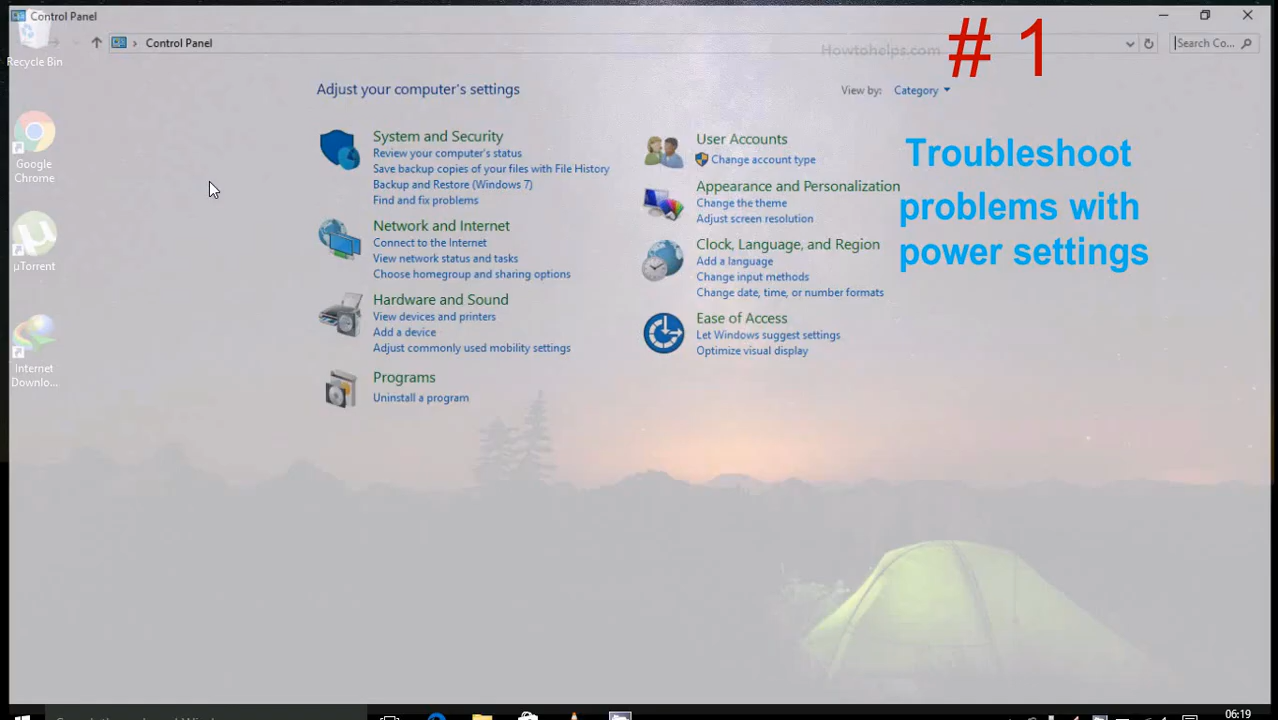 Control Panel
Recycle Bin
Control Panel
Search Co...
Howtohelps.com
# 1
Adjust your computer's settings
View by:
Category
System and Security
Review your computer's status
Save backup copies of your files with File History
Backup and Restore (Windows 7)
Find and fix problems
Network and Internet
Connect to the Internet
View network status and tasks
Choose homegroup and sharing options
Hardware and Sound
View devices and printers
Add a device
Adjust commonly used mobility settings
Programs
Uninstall a program
User Accounts
Change account type
Appearance and Personalization
Change the theme
Adjust screen resolution
Clock, Language, and Region
Add a language
Change input methods
Change date, time, or number formats
Ease of Access
Let Windows suggest settings
Optimize visual display
Troubleshoot
problems with
power settings
Google
Chrome
µTorrent
Internet
Downlo...
06:19